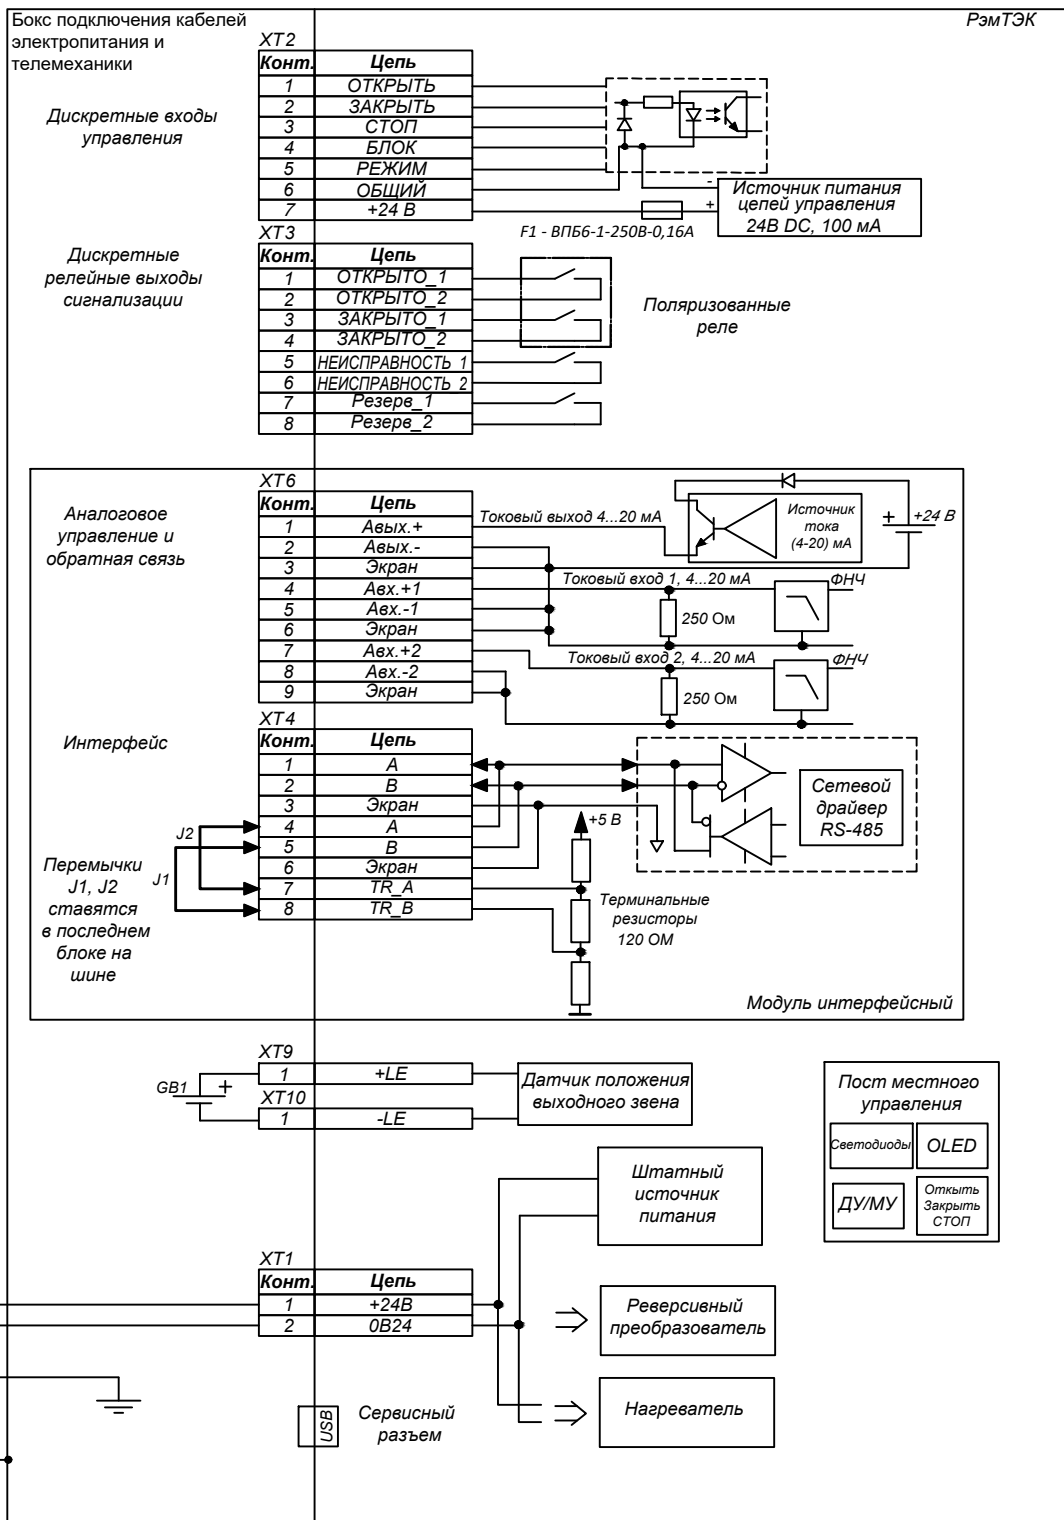 Бокс подключения кабелей
электропитания и
телемеханики
РэмТЭК
Дискретные входы
управления
XT2
Конт. Цепь
1 ОТКРЫТЬ
2 ЗАКРЫТЬ
3 СТОП
4 БЛОК
5 РЕЖИМ
6 ОБЩИЙ
7 +24 В
-
+
Источник питания
цепей управления
24В DC, 100 мА
F1 - ВПБ6-1-250В-0,16А
Дискретные
релейные выходы
сигнализации
XT3
Конт. Цепь
1 ОТКРЫТО_1
2 ОТКРЫТО_2
3 ЗАКРЫТО_1
4 ЗАКРЫТО_2
5 НЕИСПРАВНОСТЬ_1
6 НЕИСПРАВНОСТЬ_2
7 Резерв_1
8 Резерв_2
Поляризованные
реле
Аналоговое
управление и
обратная связь
XT6
Конт. Цепь
1 Авых.+
2 Авых.-
3 Экран
4 Авх.+1
5 Авх.-1
6 Экран
7 Авх.+2
8 Авх.-2
9 Экран
Токовый выход 4...20 мА
Источник
тока
(4-20) мА
+
+24 В
Токовый вход 1, 4...20 мА
ФНЧ
250 Ом
Токовый вход 2, 4...20 мА
ФНЧ
250 Ом
Интерфейс
XT4
Конт. Цепь
1 А
2 В
3 Экран
4 А
5 В
6 Экран
7 TR_A
8 TR_B
J2
J1
Перемычки
J1, J2
ставятся
в последнем
блоке на
шине
+5 В
Терминальные
резисторы
120 ОМ
Сетевой
драйвер
RS-485
Модуль интерфейсный
GB1
+
XT9
1 +LE
XT10
1 -LE
Датчик положения
выходного звена
Пост местного
управления
Светодиоды
OLED
ДУ/МУ
Откыть
Закрыть
СТОП
Штатный
источник
питания
XT1
Конт. Цепь
1 +24В
2 0В24
Реверсивный
преобразователь
Нагреватель
USB
Сервисный
разъем